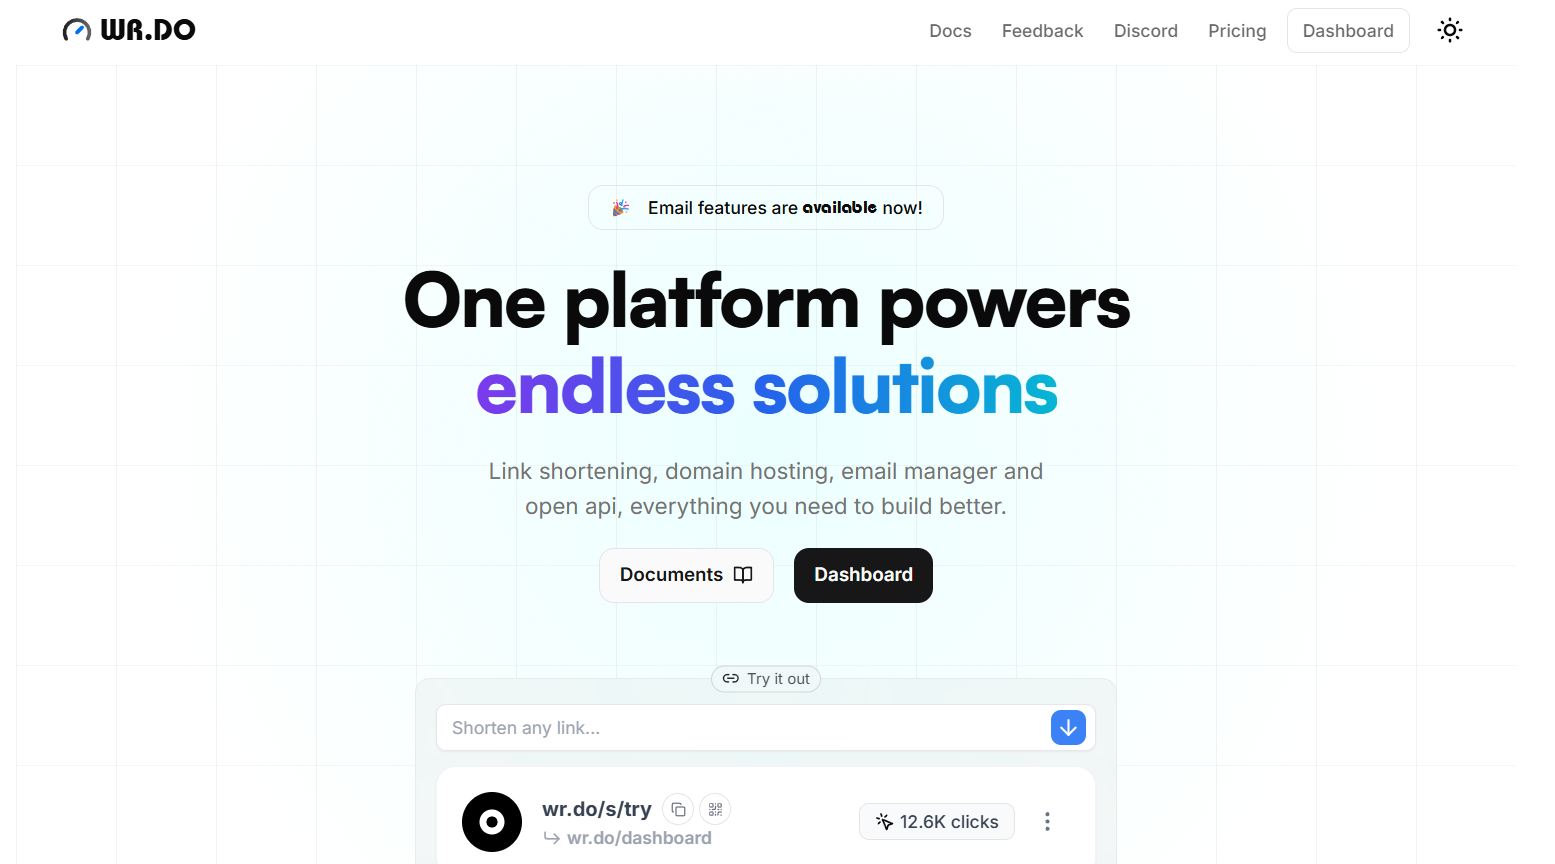 WR.DO
Docs
Feedback
Discord
Pricing
Dashboard
🎉 Email features are available now!
One platform powers
endless solutions
Link shortening, domain hosting, email manager and
open api, everything you need to build better.
Documents
Dashboard
Try it out
Shorten any link...
wr.do/s/try
wr.do/dashboard
12.6K clicks